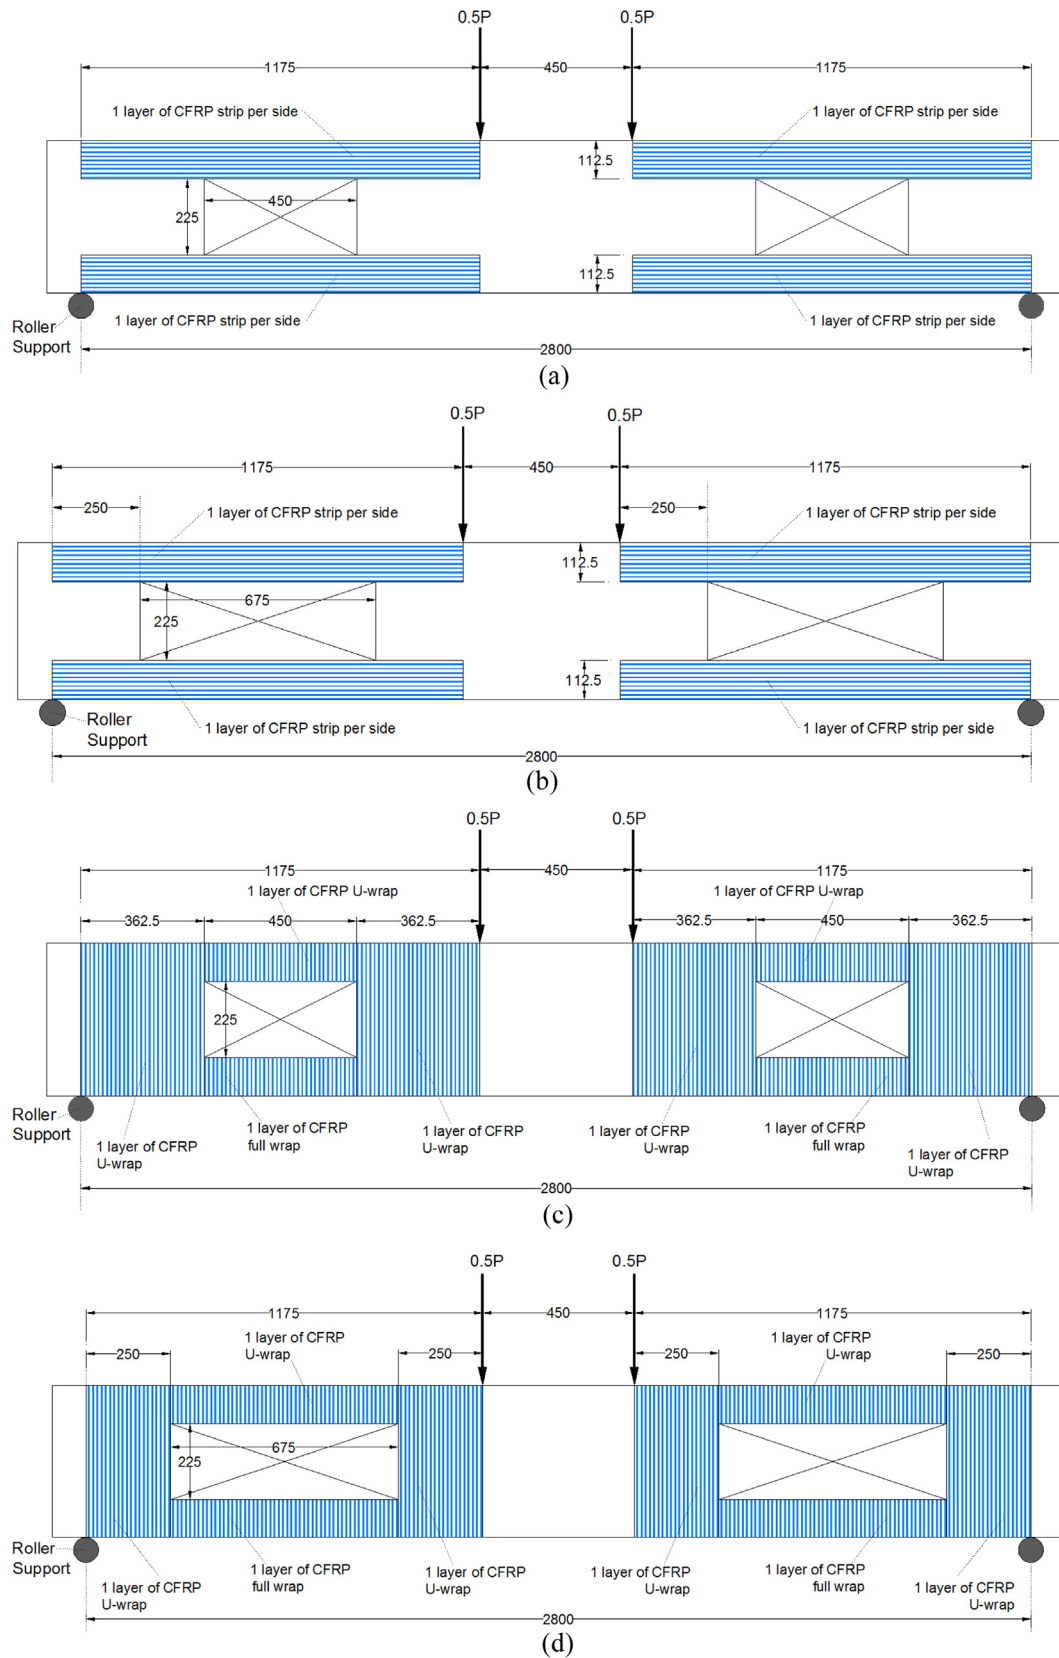 0.5P
0.5P
1175
450
1175
1 layer of CFRP strip per side
1 layer of CFRP strip per side
112.5
450
225
112.5
1 layer of CFRP strip per side
1 layer of CFRP strip per side
Roller
Support
2800
(a)
0.5P
0.5P
1175
450
1175
250
250
1 layer of CFRP strip per side
1 layer of CFRP strip per side
112.5
675
225
112.5
Roller
Support
1 layer of CFRP strip per side
1 layer of CFRP strip per side
2800
(b)
0.5P
0.5P
1175
450
1175
1 layer of CFRP U-wrap
1 layer of CFRP U-wrap
362.5
450
362.5
362.5
450
362.5
225
Roller
Support
1 layer of CFRP
U-wrap
1 layer of CFRP
full wrap
1 layer of CFRP
U-wrap
1 layer of CFRP
U-wrap
1 layer of CFRP
full wrap
1 layer of CFRP
U-wrap
2800
(c)
0.5P
0.5P
1175
450
1175
1 layer of CFRP
U-wrap
1 layer of CFRP
U-wrap
250
250
250
250
675
225
Roller
Support
1 layer of CFRP
U-wrap
1 layer of CFRP
full wrap
1 layer of CFRP
U-wrap
1 layer of CFRP
U-wrap
1 layer of CFRP
full wrap
1 layer of CFRP
U-wrap
2800
(d)